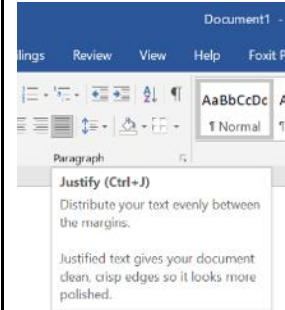 Document1 -
ilings Review View Help Foxit P
AaBbCcDc A
¶ Normal ¶
Paragraph
Justify (Ctrl+J)
Distribute your text evenly between
the margins.
Justified text gives your document
clean, crisp edges so it looks more
polished.